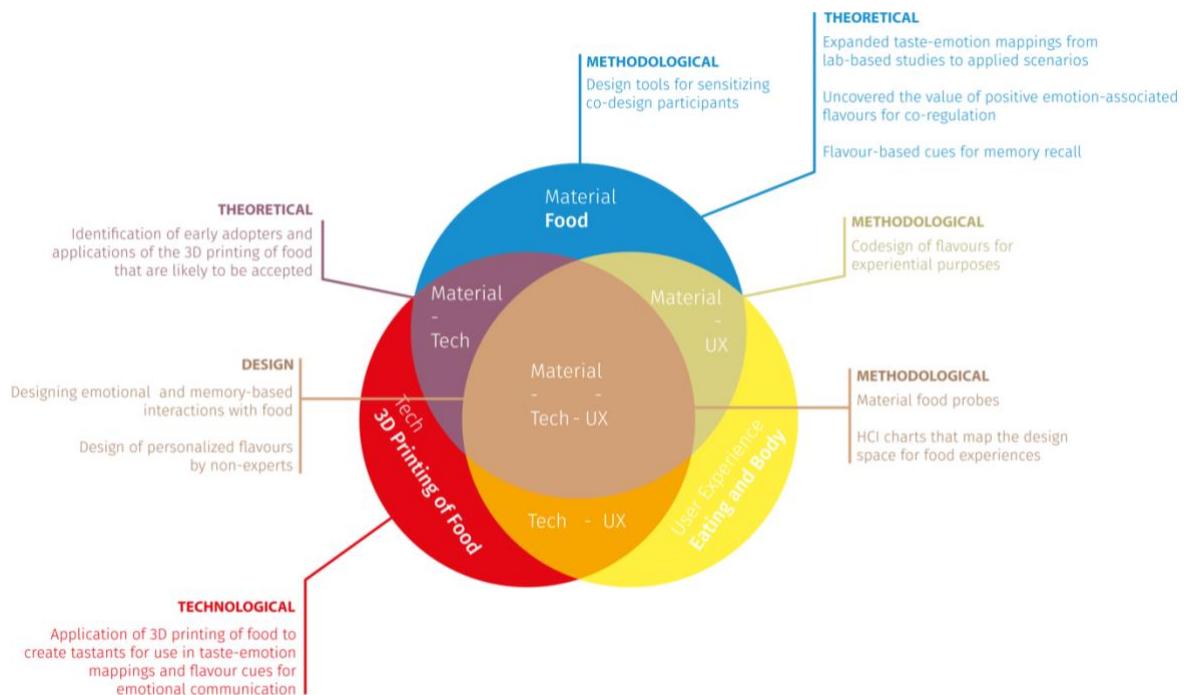 THEORETICAL
Expanded taste-emotion mappings from
lab-based studies to applied scenarios
Uncovered the value of positive emotion-associated
flavours for co-regulation
Flavour-based cues for memory recall
METHODOLOGICAL
Design tools for sensitizing
co-design participants
THEORETICAL
Identification of early adopters and
applications of the 3D printing of food
that are likely to be accepted
METHODOLOGICAL
Codesign of flavours for
experiential purposes
DESIGN
Designing emotional and memory-based
interactions with food
Design of personalized flavours
by non-experts
METHODOLOGICAL
Material food probes
HCI charts that map the design
space for food experiences
TECHNOLOGICAL
Application of 3D printing of food to
create tastants for use in taste-emotion
mappings and flavour cues for
emotional communication
Material
Food
Material
-
Tech
Material
-
UX
Material
- -
Tech - UX
Tech
3D Printing of Food
Tech - UX
User Experience
Eating and Body